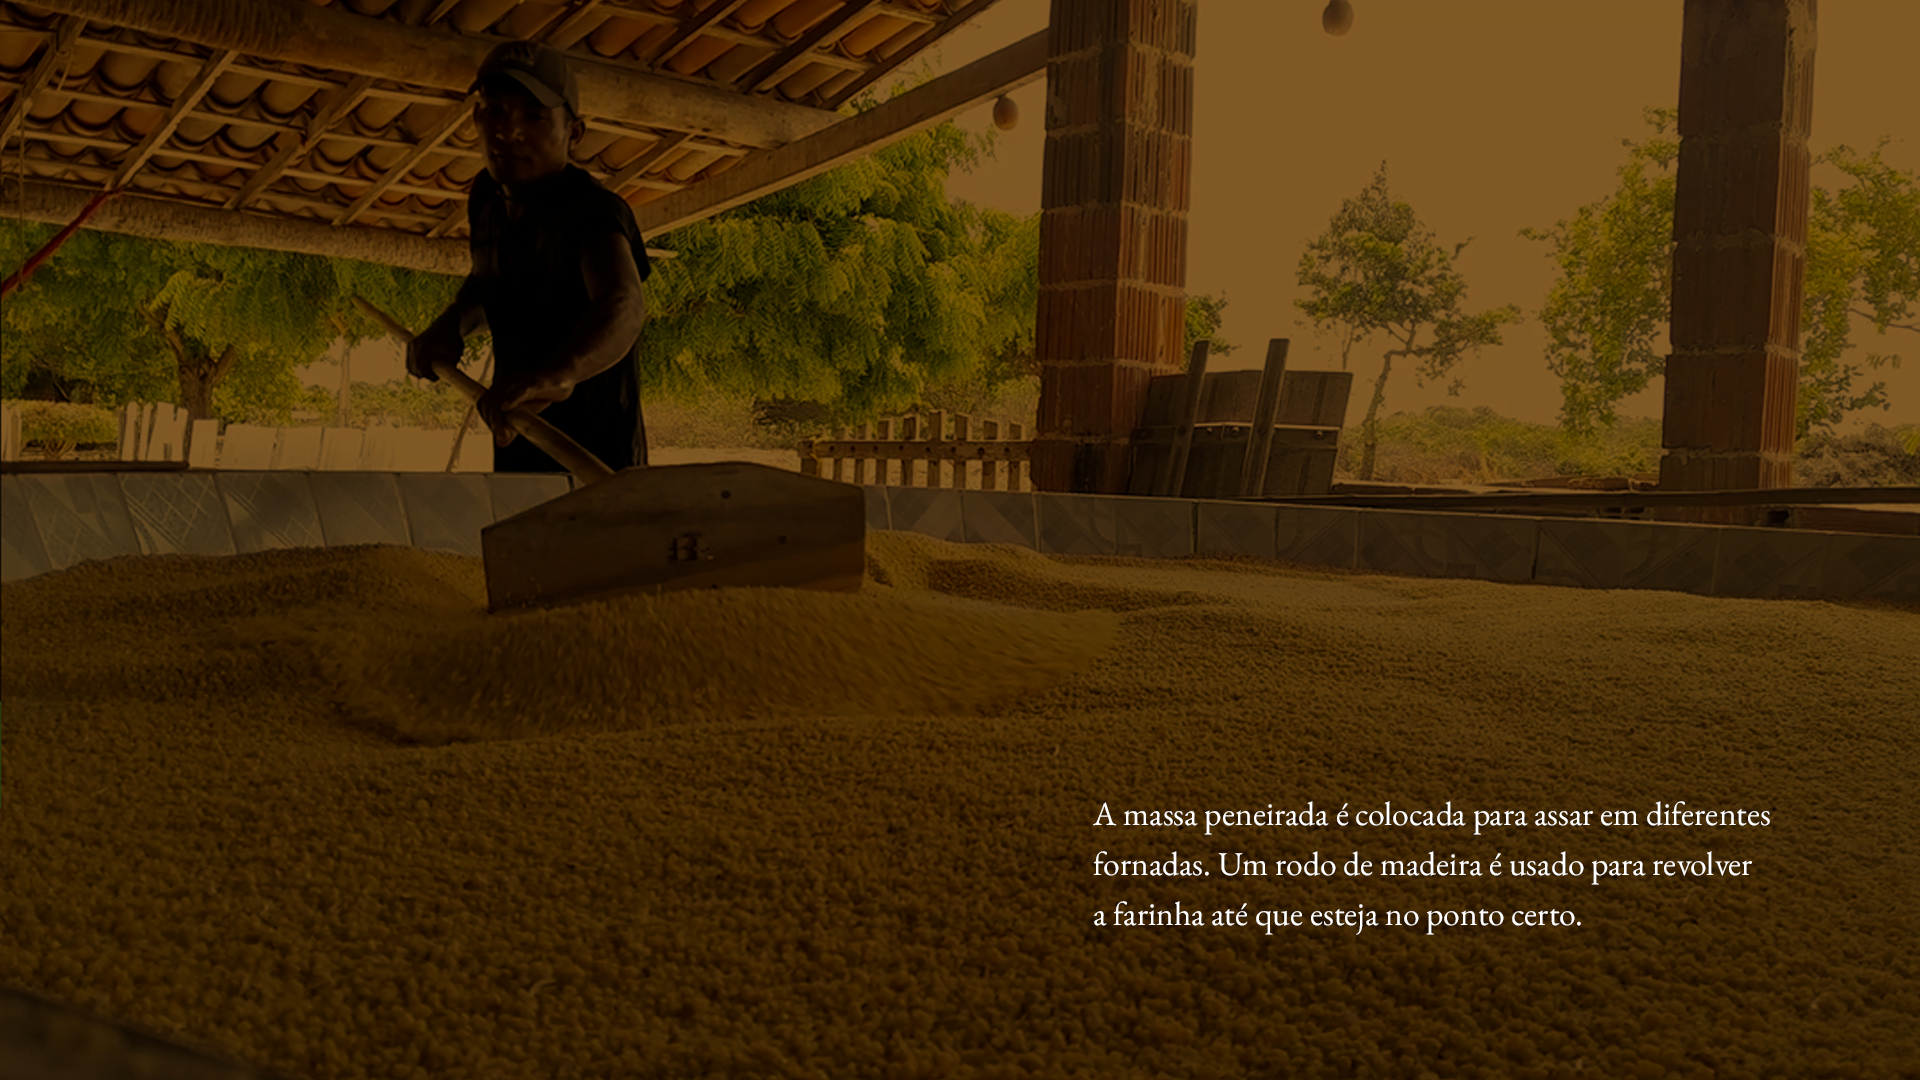 A massa peneirada é colocada para assar em diferentes
fornadas. Um rodo de madeira é usado para revolver
a farinha até que esteja no ponto certo.